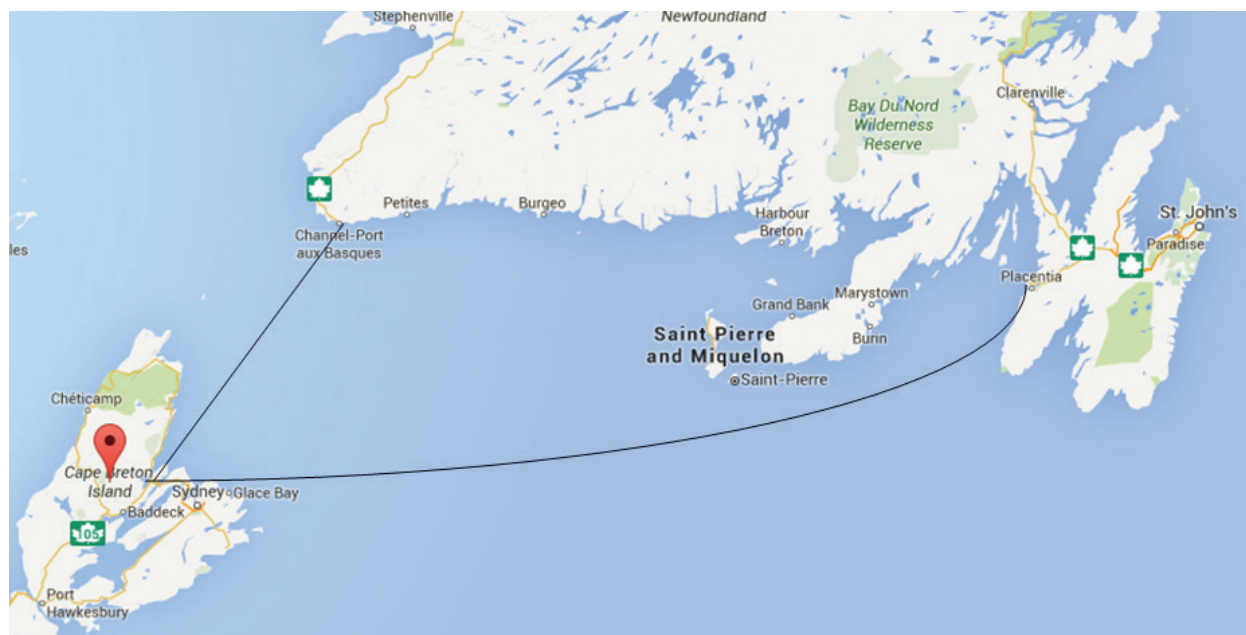 Stephenville
Newfoundland
Clarenville
Bay Du Nord
Wilderness
Reserve
Petites
Burgeo
Harbour
Breton
St. John's
Paradise
Channel-Port
aux Basques
les
Placentia
Marystown
Grand Bank
Burin
Saint Pierre
and Miquelon
Saint-Pierre
Chéticamp
Cape Breton
Island
Sydney
Glace Bay
Baddeck
105
Port
Hawkesbury